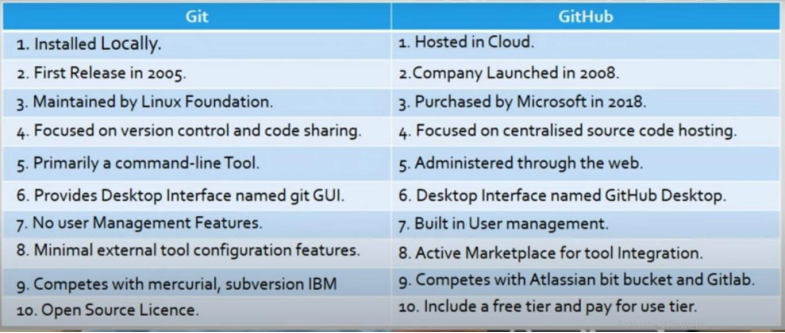 Git
GitHub
1. Installed Locally.
1. Hosted in Cloud.
2. First Release in 2005.
2.Company Launched in 2008.
3. Maintained by Linux Foundation.
3. Purchased by Microsoft in 2018.
4. Focused on version control and code sharing.
4. Focused on centralised source code hosting.
5. Primarily a command-line Tool.
5. Administered through the web.
6. Provides Desktop Interface named git GUI.
6. Desktop Interface named GitHub Desktop.
7. No user Management Features.
7. Built in User management.
8. Minimal external tool configuration features.
8. Active Marketplace for tool Integration.
9. Competes with mercurial, subversion IBM
9. Competes with Atlassian bit bucket and Gitlab.
10. Open Source Licence.
10. Include a free tier and pay for use tier.